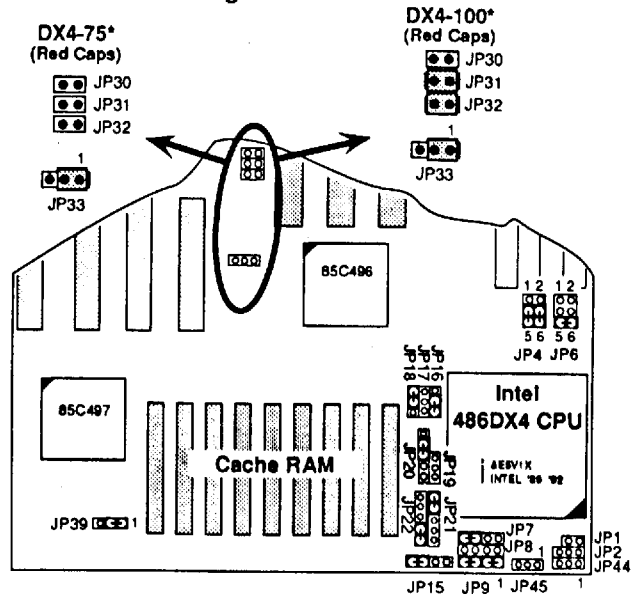 DX4-75*
(Red Caps)
JP30
JP31
JP32
1
JP33
DX4-100*
(Red Caps)
JP30
JP31
JP32
1
JP33
85C496
1 2 1 2
5 6 5 6
JP4 JP6
JP18
JP17
JP16
Intel
486DX4 CPU
INTEL '89 '92
85C497
Cache RAM
JP20
JP19
JP22
JP21
JP39 1
JP7
JP8
JP1
JP2
JP44
JP15 JP9 1 JP45 1 1